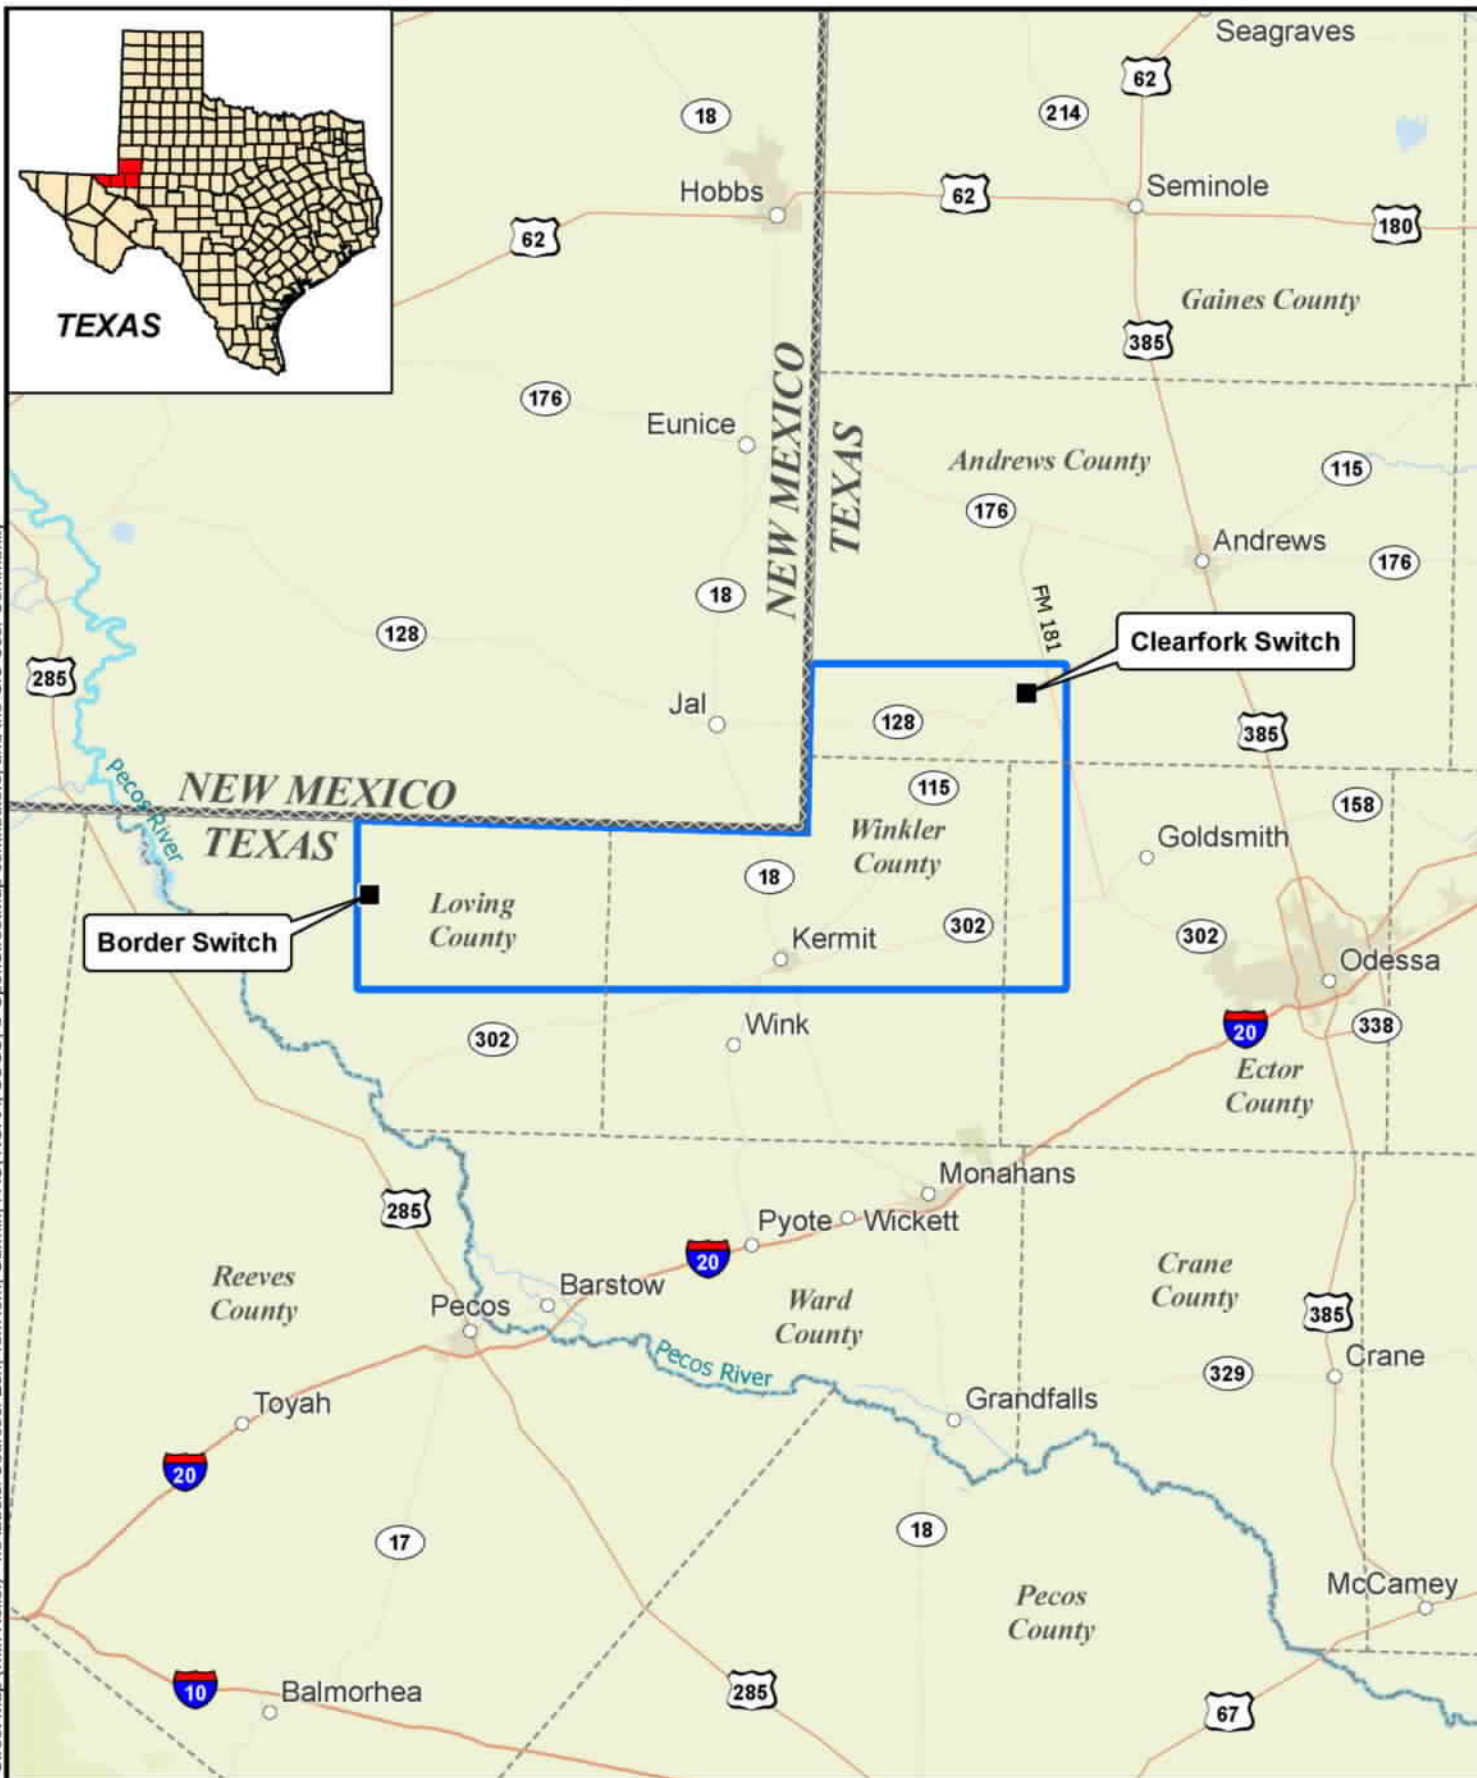 Seagraves
62
18
214
Hobbs
62
Seminole
62
180
TEXAS
Gaines County
385
NEW MEXICO
TEXAS
176
Eunice
Andrews County
115
176
Andrews
176
18
FM 181
128
Clearfork Switch
285
Jal
128
385
Pecos River
NEW MEXICO
TEXAS
115
158
Winkler
County
Goldsmith
18
Loving
County
302
302
Border Switch
Kermit
Odessa
302
Wink
20
338
Ector
County
Monahans
285
Pyote
Wickett
20
Reeves
County
Barstow
Crane
County
Pecos
Ward
County
385
Pecos River
Crane
329
Toyah
Grandfalls
20
17
18
McCamey
Pecos
County
10
Balmorhea
285
67